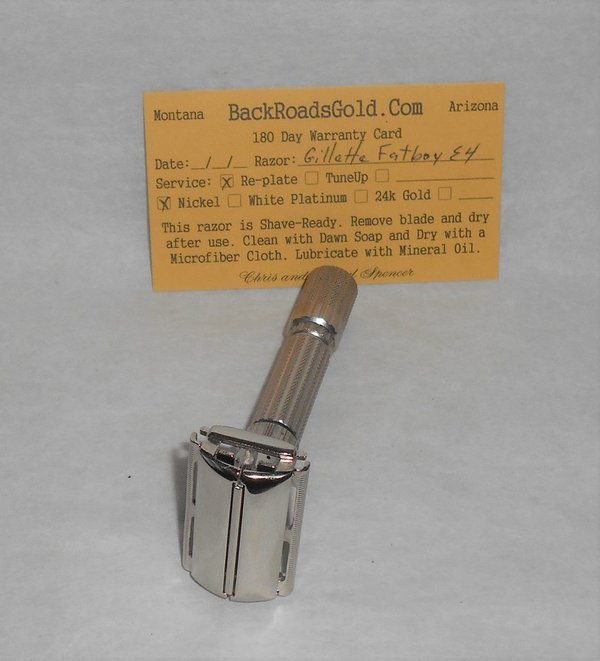 Montana BackRoadsGold.Com Arizona
180 Day Warranty Card
Date: / / Razor: Gillette Fatboy E4
Service: ☒ Re-plate ☐ TuneUp ☐
☒ Nickel ☐ White Platinum ☐ 24k Gold ☐
This razor is Shave-Ready. Remove blade and dry
after use. Clean with Dawn Soap and Dry with a
Microfiber Cloth. Lubricate with Mineral Oil.
Chris and Spencer